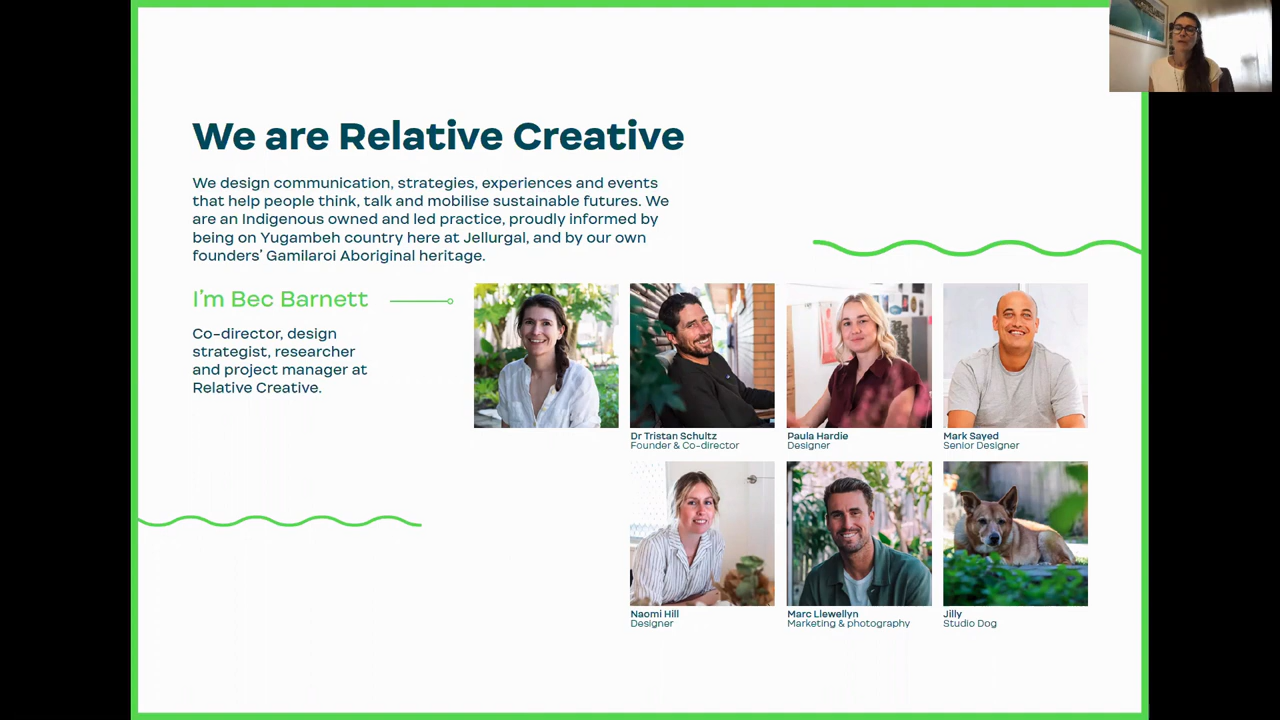 We are Relative Creative
We design communication, strategies, experiences and events
that help people think, talk and mobilise sustainable futures. We
are an Indigenous owned and led practice, proudly informed by
being on Yugambeh country here at Jellurgal, and by our own
founders’ Gamilaroi Aboriginal heritage.
I’m Bec Barnett
Co-director, design
strategist, researcher
and project manager at
Relative Creative.
Dr Tristan Schultz
Founder & Co-director
Paula Hardie
Designer
Mark Sayed
Senior Designer
Naomi Hill
Designer
Marc Llewellyn
Marketing & photography
Jilly
Studio Dog